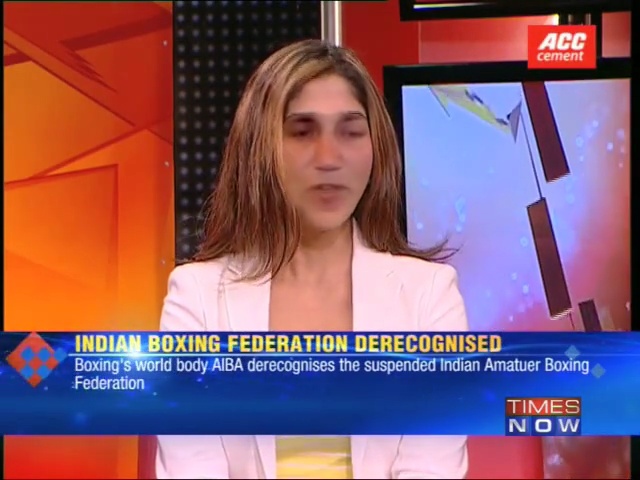 ACC
cement
INDIAN BOXING FEDERATION DERECOGNISED
Boxing's world body AIBA derecognises the suspended Indian Amatuer Boxing
Federation
TIMES
NOW